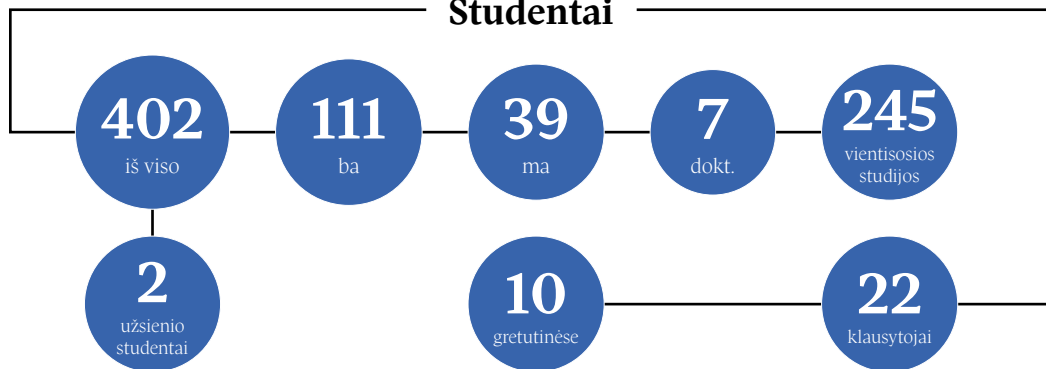 Studentai
402
iš viso
111
ba
39
ma
7
dokt.
245
vientisosios
studijos
2
užsienio
studentai
10
gretutinėse
22
klausytojai